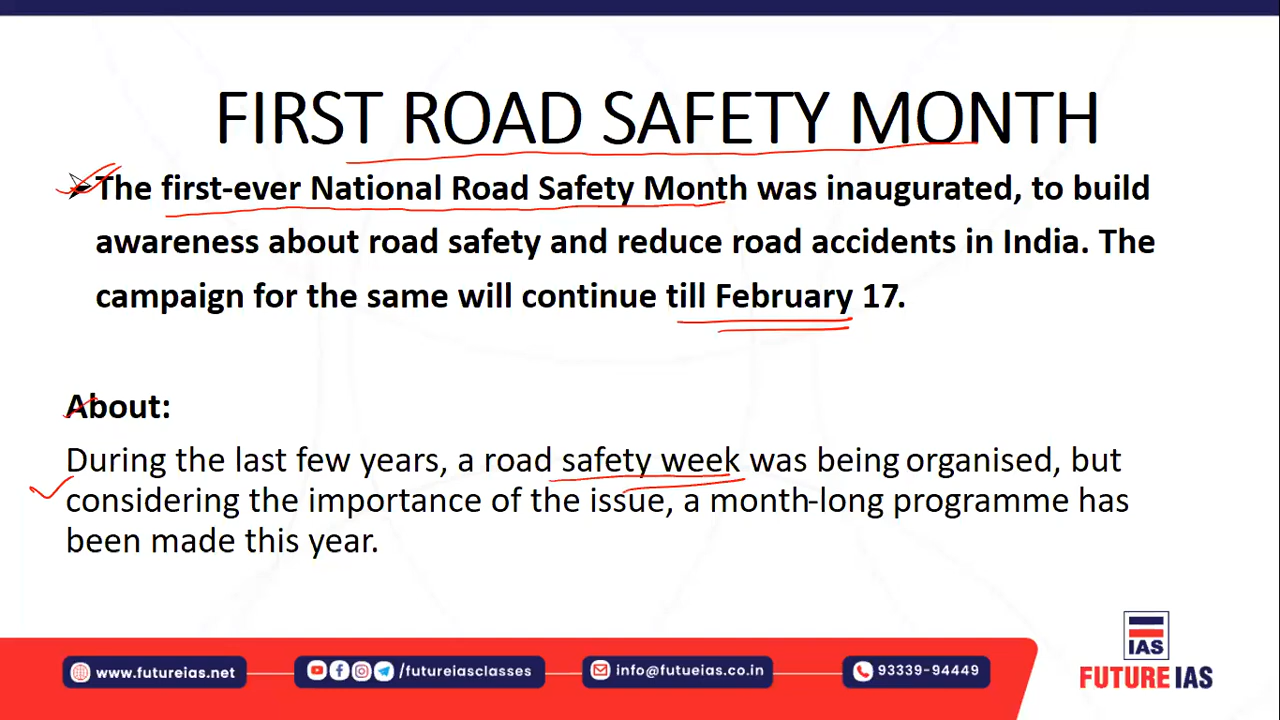 FIRST ROAD SAFETY MONTH
The first-ever National Road Safety Month was inaugurated, to build
awareness about road safety and reduce road accidents in India. The
campaign for the same will continue till February 17.
About:
During the last few years, a road safety week was being organised, but
considering the importance of the issue, a month-long programme has
been made this year.
IAS
www.futureias.net
/futureiasclasses
info@futueias.co.in
93339-94449
FUTURE IAS